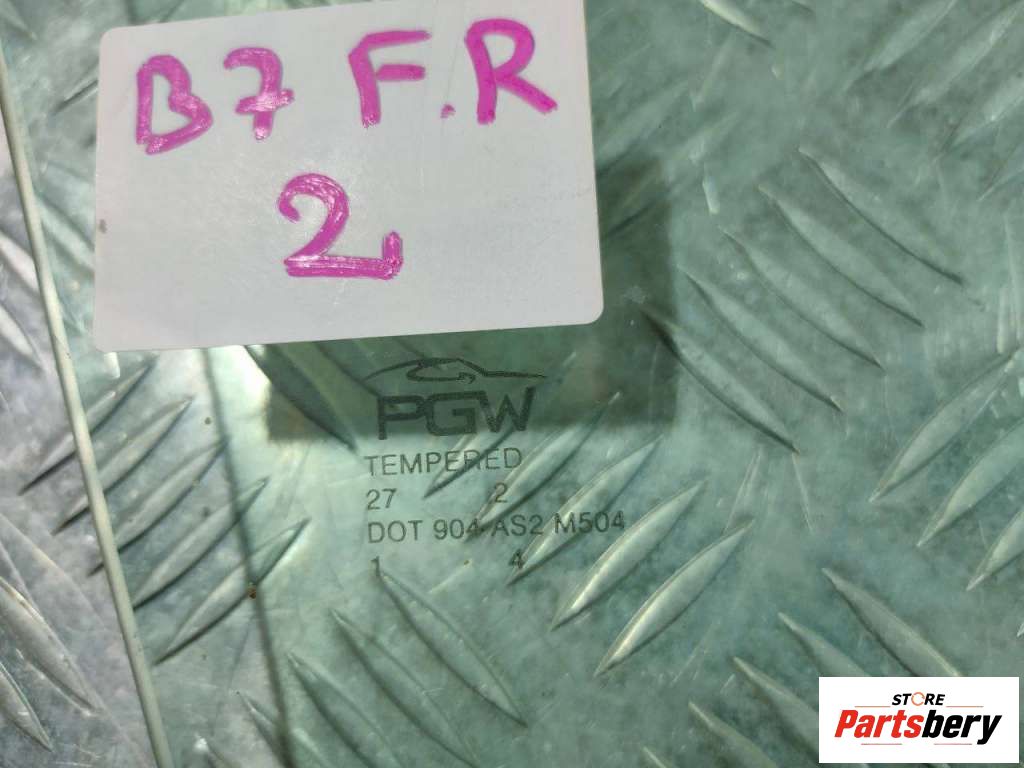 B7 F.R
2
PGW
TEMPERED
27 2
DOT 904 AS2 M504
1 4
STORE
Partsbery